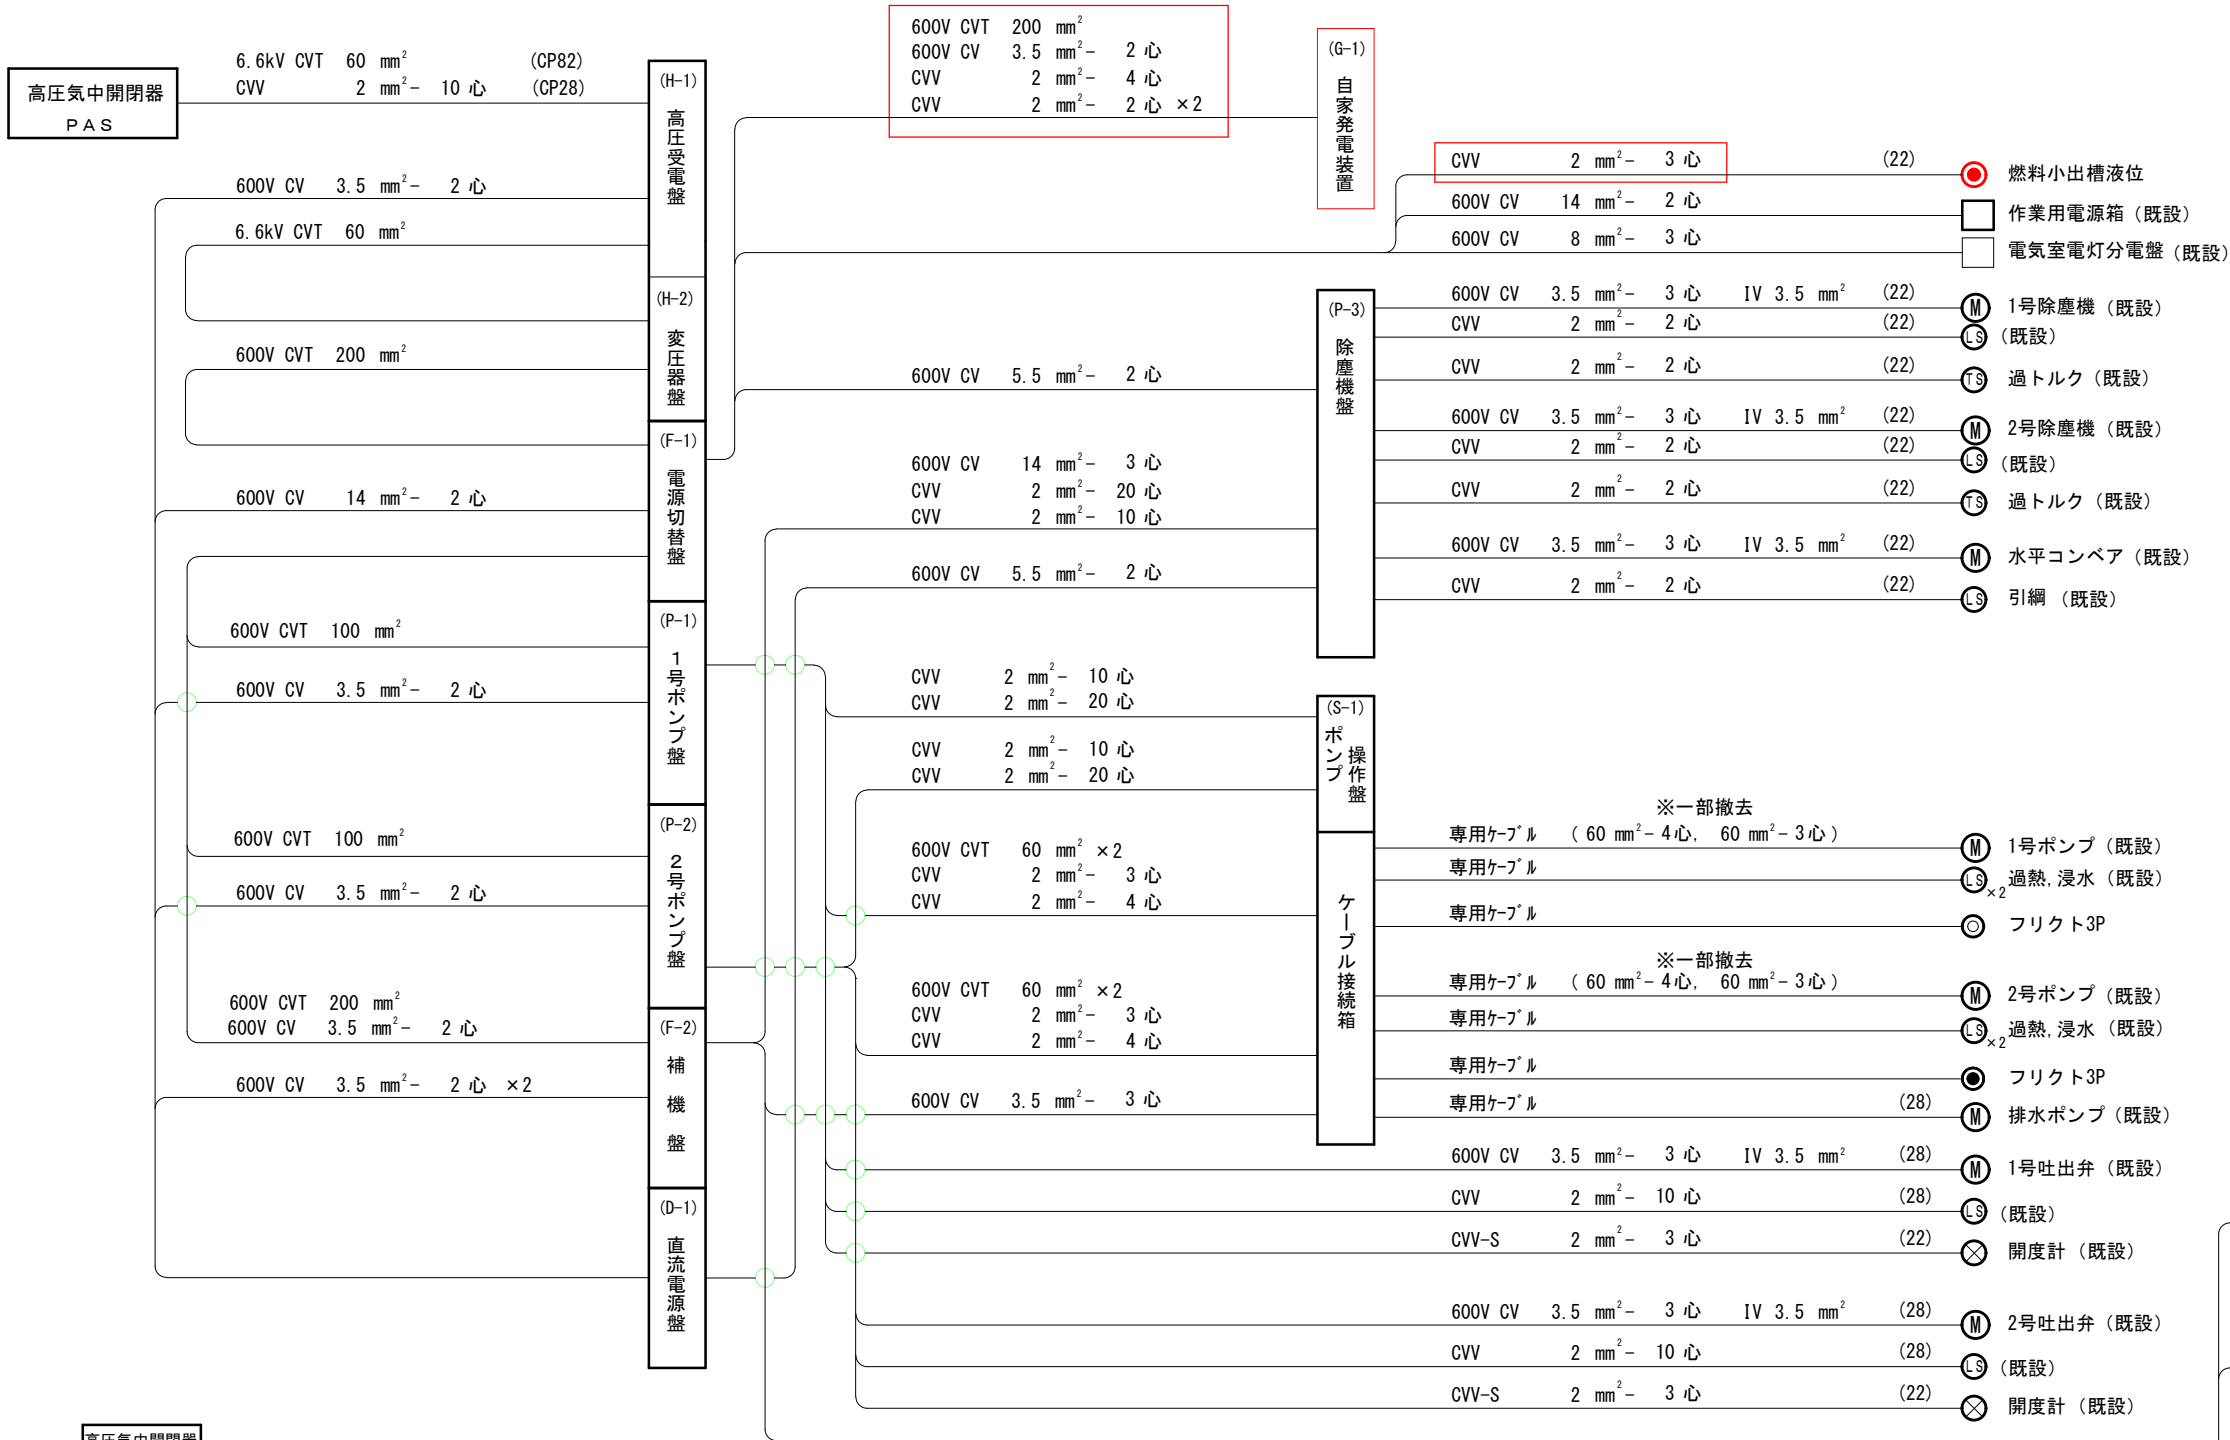 高圧気中開閉器
PAS
6.6kV CVT 60 mm² (CP82)
CVV 2 mm²- 10 心 (CP28)
600V CV 3.5 mm²- 2 心
6.6kV CVT 60 mm²
600V CVT 200 mm²
600V CV 14 mm²- 2 心
600V CVT 100 mm²
600V CV 3.5 mm²- 2 心
600V CVT 100 mm²
600V CV 3.5 mm²- 2 心
600V CVT 200 mm²
600V CV 3.5 mm²- 2 心
600V CV 3.5 mm²- 2 心 ×2
(H-1)
高圧受電盤
(H-2)
変圧器盤
(F-1)
電源切替盤
(P-1)
1号ポンプ盤
(P-2)
2号ポンプ盤
(F-2)
補機盤
(D-1)
直流電源盤
600V CVT 200 mm²
600V CV 3.5 mm²- 2 心
CVV 2 mm²- 4 心
CVV 2 mm²- 2 心 ×2
600V CV 5.5 mm²- 2 心
600V CV 14 mm²- 3 心
CVV 2 mm²- 20 心
CVV 2 mm²- 10 心
600V CV 5.5 mm²- 2 心
CVV 2 mm²- 10 心
CVV 2 mm²- 20 心
CVV 2 mm²- 10 心
CVV 2 mm²- 20 心
600V CVT 60 mm² ×2
CVV 2 mm²- 3 心
CVV 2 mm²- 4 心
600V CVT 60 mm² ×2
CVV 2 mm²- 3 心
CVV 2 mm²- 4 心
600V CV 3.5 mm²- 3 心
(G-1)
自家発電装置
(P-3)
除塵機盤
(S-1)
ポンプ
操作盤
ケーブル接続箱
CVV 2 mm²- 3 心 (22) 燃料小出槽液位
600V CV 14 mm²- 2 心 作業用電源箱(既設)
600V CV 8 mm²- 3 心 電気室電灯分電盤(既設)
600V CV 3.5 mm²- 3 心 IV 3.5 mm² (22) M 1号除塵機(既設)
CVV 2 mm²- 2 心 (22) LS (既設)
CVV 2 mm²- 2 心 (22) TS 過トルク(既設)
600V CV 3.5 mm²- 3 心 IV 3.5 mm² (22) M 2号除塵機(既設)
CVV 2 mm²- 2 心 (22) LS (既設)
CVV 2 mm²- 2 心 (22) TS 過トルク(既設)
600V CV 3.5 mm²- 3 心 IV 3.5 mm² (22) M 水平コンベア(既設)
CVV 2 mm²- 2 心 (22) LS 引綱(既設)
※一部撤去
専用ｹｰﾌﾞﾙ (60 mm²-4心, 60 mm²-3心) M 1号ポンプ(既設)
専用ｹｰﾌﾞﾙ LS×2 過熱,浸水(既設)
専用ｹｰﾌﾞﾙ フリクト3P
※一部撤去
専用ｹｰﾌﾞﾙ (60 mm²-4心, 60 mm²-3心) M 2号ポンプ(既設)
専用ｹｰﾌﾞﾙ LS×2 過熱,浸水(既設)
専用ｹｰﾌﾞﾙ フリクト3P
専用ｹｰﾌﾞﾙ (28) M 排水ポンプ(既設)
600V CV 3.5 mm²- 3 心 IV 3.5 mm² (28) M 1号吐出弁(既設)
CVV 2 mm²- 10 心 (28) LS (既設)
CVV-S 2 mm²- 3 心 (22) 開度計(既設)
600V CV 3.5 mm²- 3 心 IV 3.5 mm² (28) M 2号吐出弁(既設)
CVV 2 mm²- 10 心 (28) LS (既設)
CVV-S 2 mm²- 3 心 (22) 開度計(既設)
高圧気中開閉器